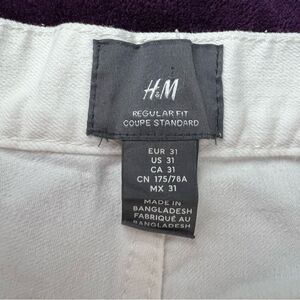 H&M
REGULAR FIT
COUPE STANDARD
EUR 31
US 31
CA 31
CN 175/78A
MX 31
MADE IN
BANGLADESH
FABRIQUÉ AU
BANGLADESH